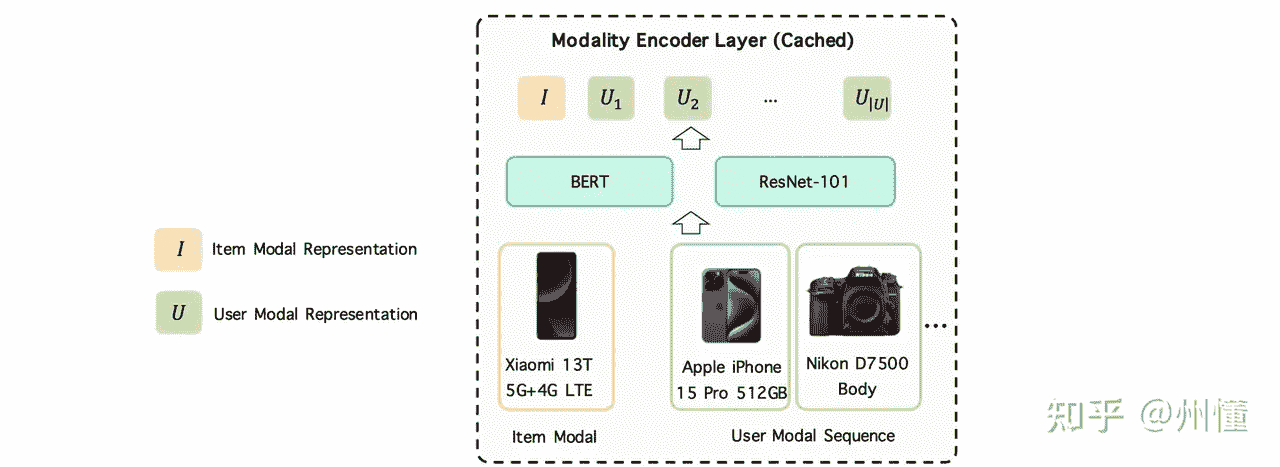 Modality Encoder Layer (Cached)
I U₁ U₂ ... U|U|
BERT ResNet-101
I Item Modal Representation
U User Modal Representation
Xiaomi 13T
5G+4G LTE
Apple iPhone
15 Pro 512GB
Nikon D7500
Body
...
Item Modal User Modal Sequence
知乎 @州懂